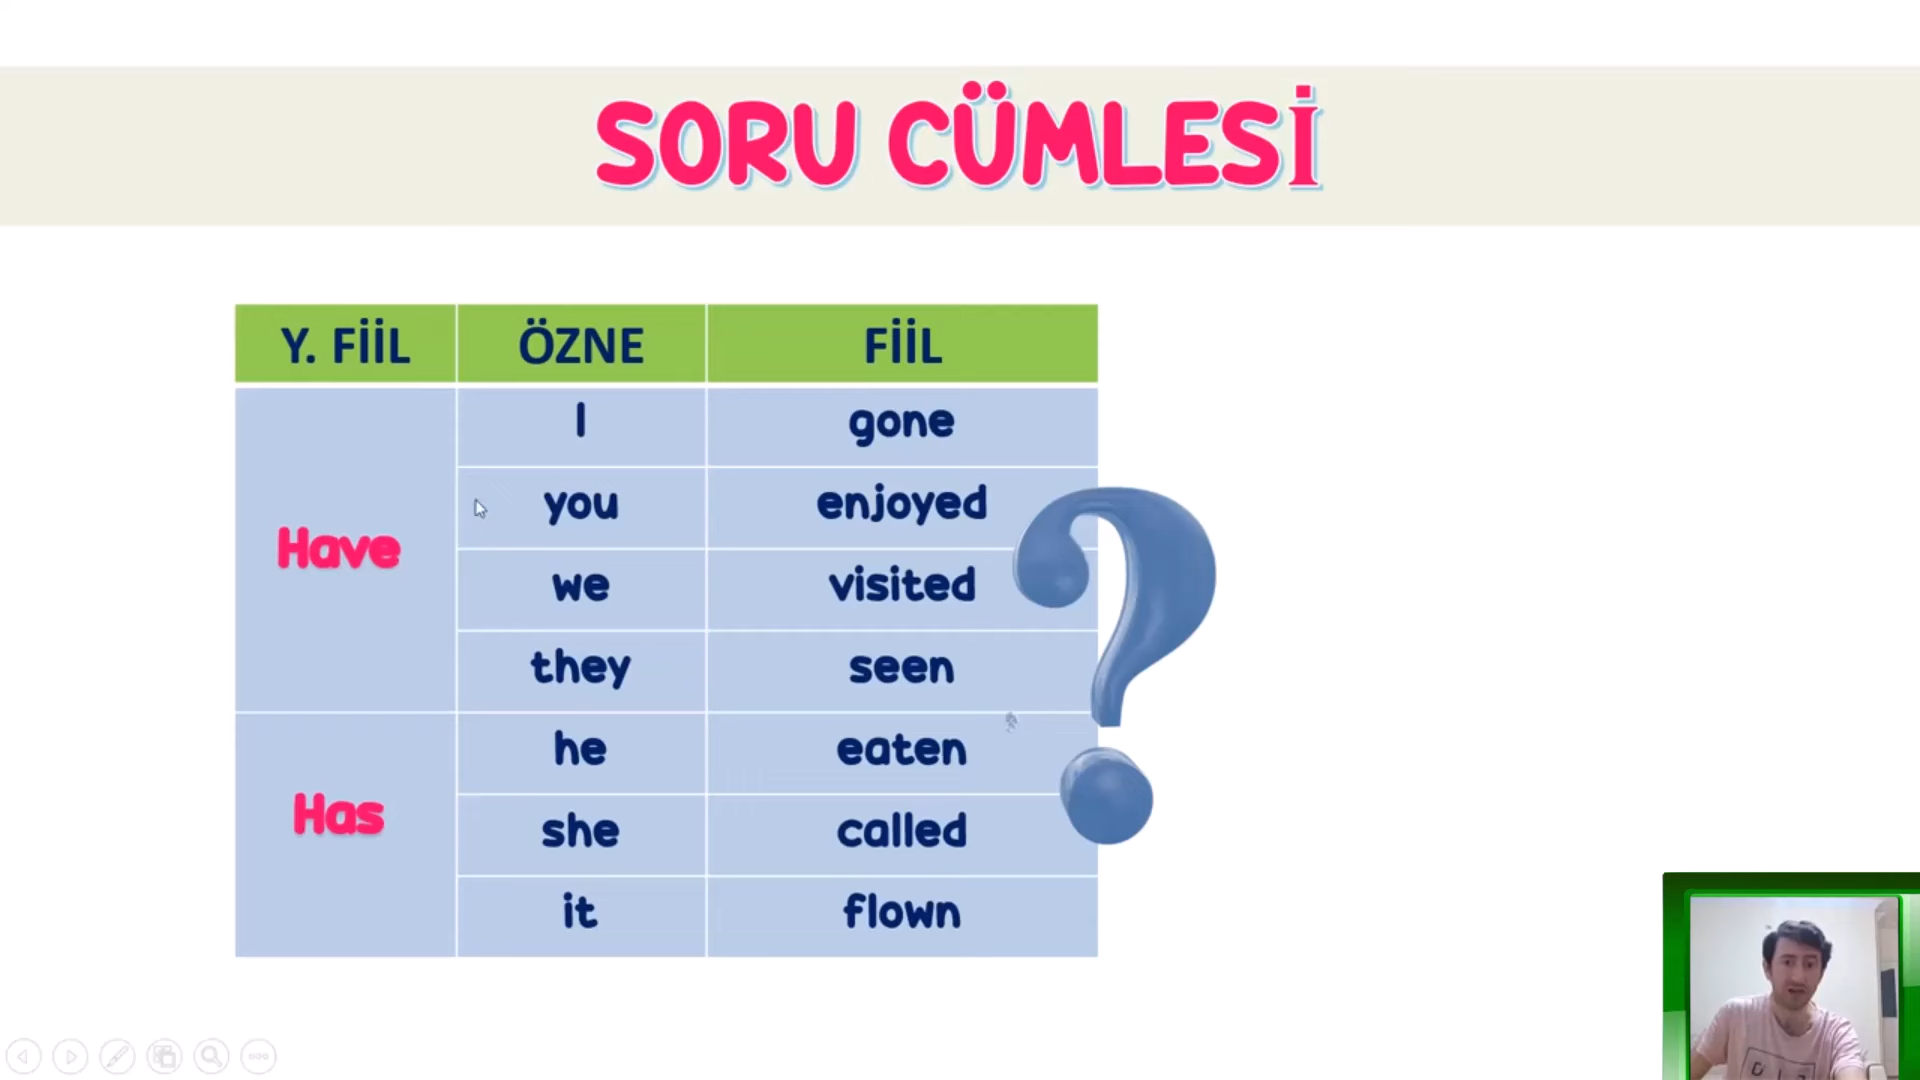 SORU CÜMLESİ
Y. FİİL ÖZNE FİİL
Have
I gone
you enjoyed
we visited
they seen
Has
he eaten
she called
it flown
?